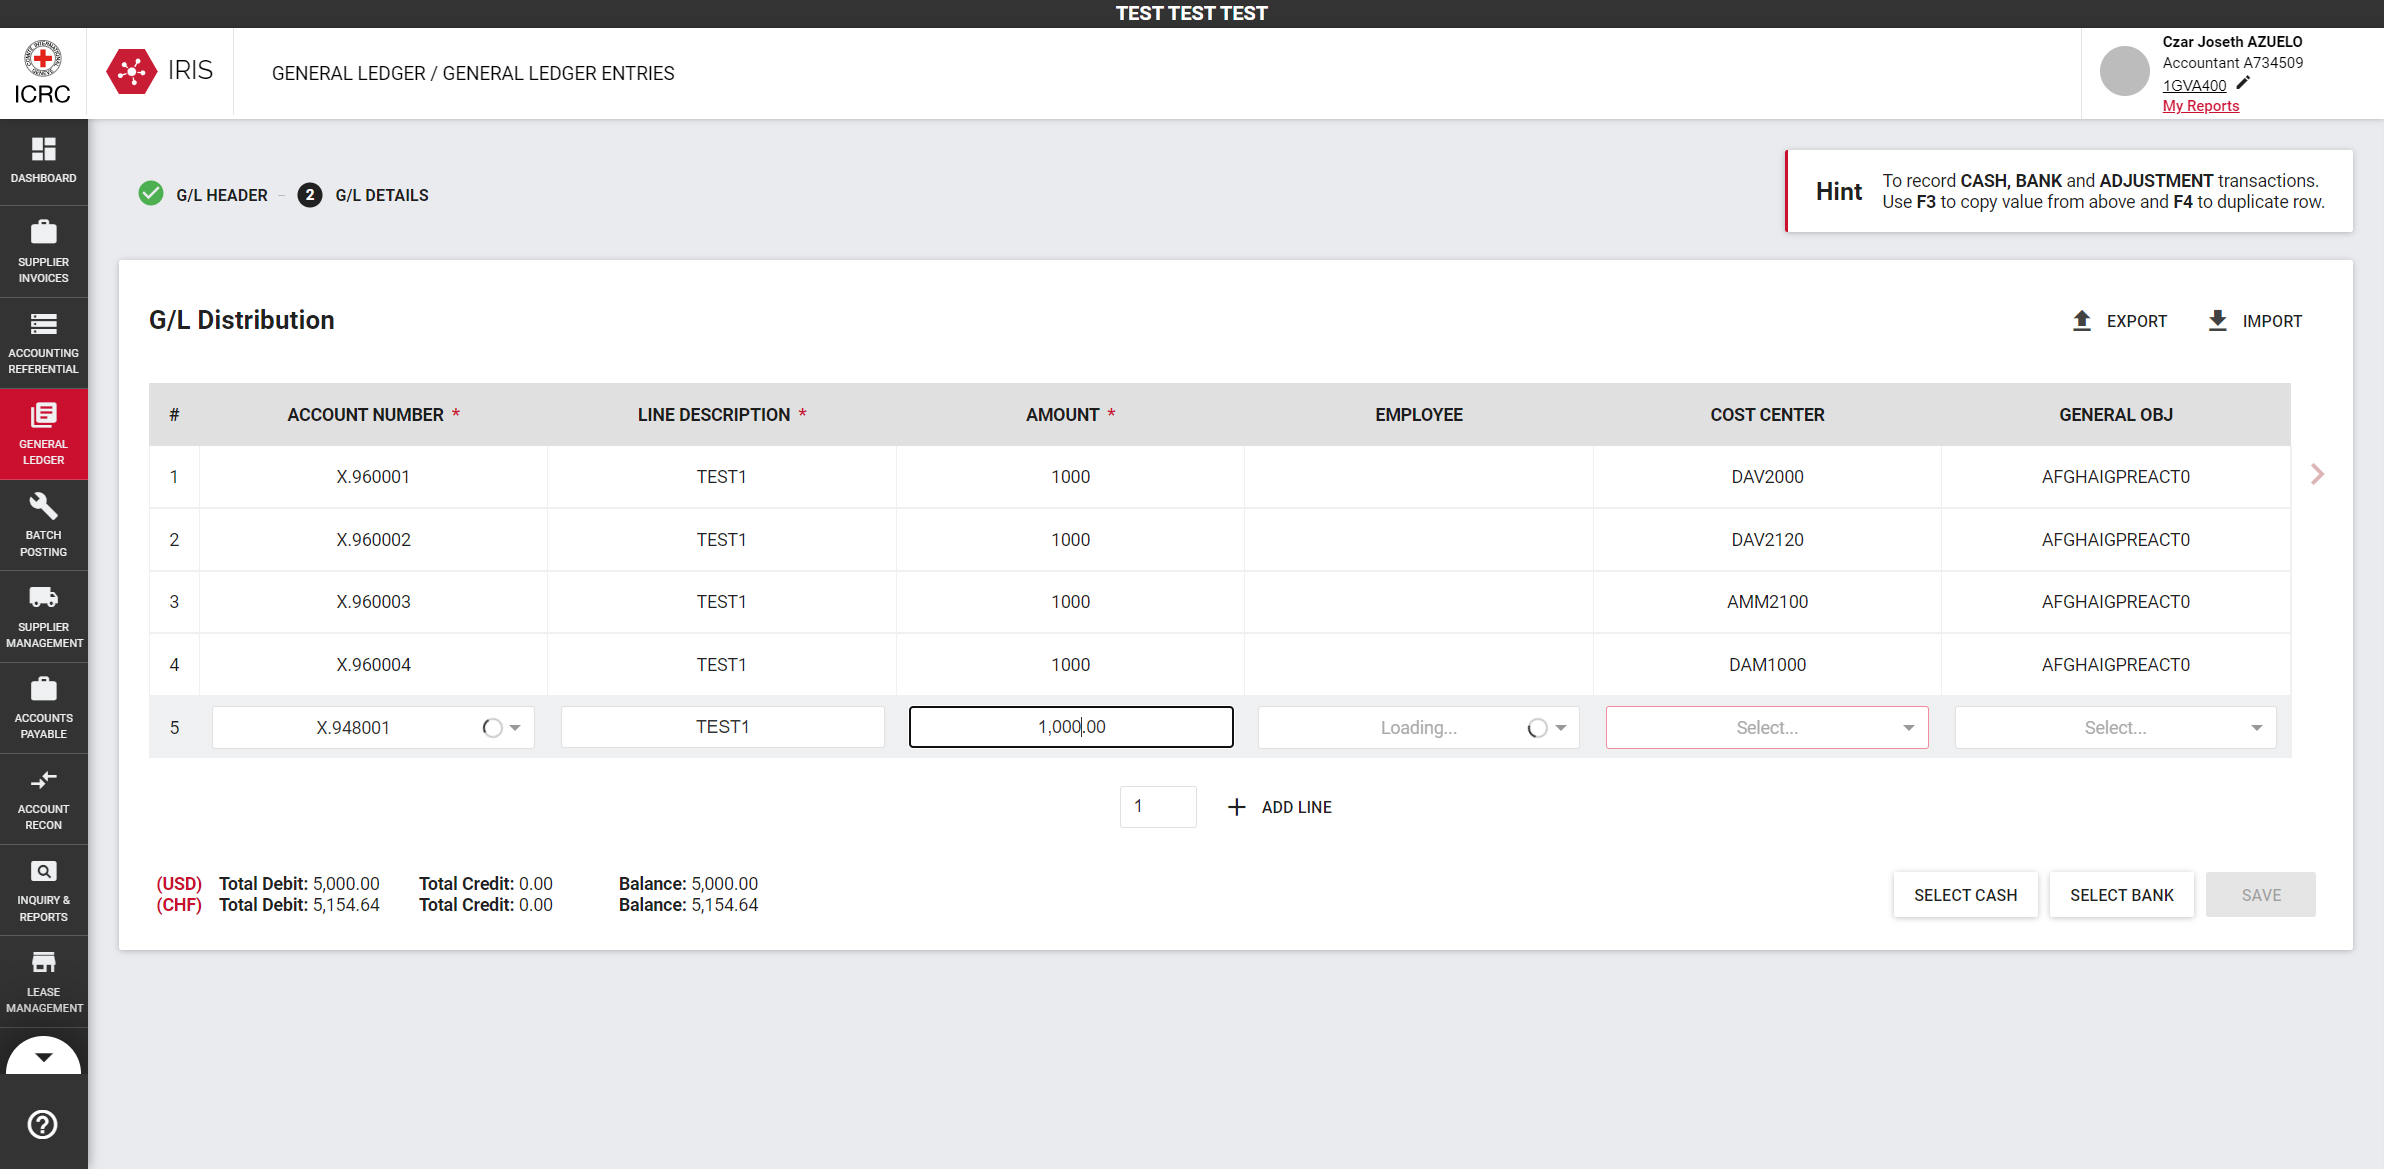 TEST TEST TEST
ICRC
IRIS
GENERAL LEDGER / GENERAL LEDGER ENTRIES
Czar Joseth AZUELO
Accountant A734509
1GVA400
My Reports
DASHBOARD
SUPPLIER
INVOICES
ACCOUNTING
REFERENTIAL
GENERAL
LEDGER
BATCH
POSTING
SUPPLIER
MANAGEMENT
ACCOUNTS
PAYABLE
ACCOUNT
RECON
INQUIRY &
REPORTS
LEASE
MANAGEMENT
G/L HEADER – 2 G/L DETAILS
Hint
To record CASH, BANK and ADJUSTMENT transactions.
Use F3 to copy value from above and F4 to duplicate row.
G/L Distribution
EXPORT IMPORT
# ACCOUNT NUMBER * LINE DESCRIPTION * AMOUNT * EMPLOYEE COST CENTER GENERAL OBJ
1 X.960001 TEST1 1000 DAV2000 AFGHAIGPREACT0
2 X.960002 TEST1 1000 DAV2120 AFGHAIGPREACT0
3 X.960003 TEST1 1000 AMM2100 AFGHAIGPREACT0
4 X.960004 TEST1 1000 DAM1000 AFGHAIGPREACT0
5 X.948001 TEST1 1,000.00 Loading... Select... Select...
1 + ADD LINE
(USD) Total Debit: 5,000.00 Total Credit: 0.00 Balance: 5,000.00
(CHF) Total Debit: 5,154.64 Total Credit: 0.00 Balance: 5,154.64
SELECT CASH SELECT BANK SAVE